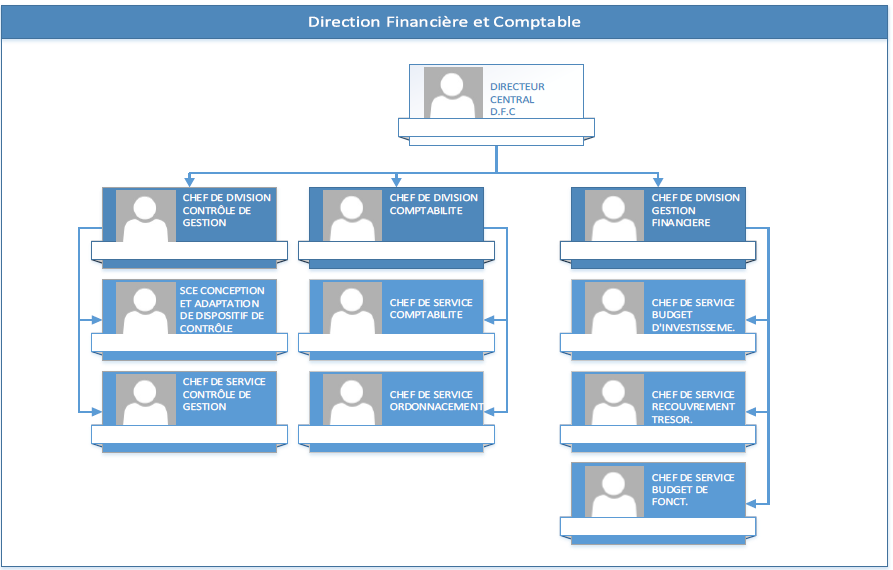 Direction Financière et Comptable
DIRECTEUR
CENTRAL
D.F.C
CHEF DE DIVISION
CONTRÔLE DE
GESTION
CHEF DE DIVISION
COMPTABILITE
CHEF DE DIVISION
GESTION
FINANCIERE
SCE CONCEPTION
ET ADAPTATION
DE DISPOSITIF DE
CONTRÔLE
CHEF DE SERVICE
COMPTABILITE
CHEF DE SERVICE
BUDGET
D'INVESTISSEME.
CHEF DE SERVICE
CONTRÔLE DE
GESTION
CHEF DE SERVICE
ORDONNACEMENT
CHEF DE SERVICE
RECOUVREMENT
TRESOR.
CHEF DE SERVICE
BUDGET DE
FONCT.